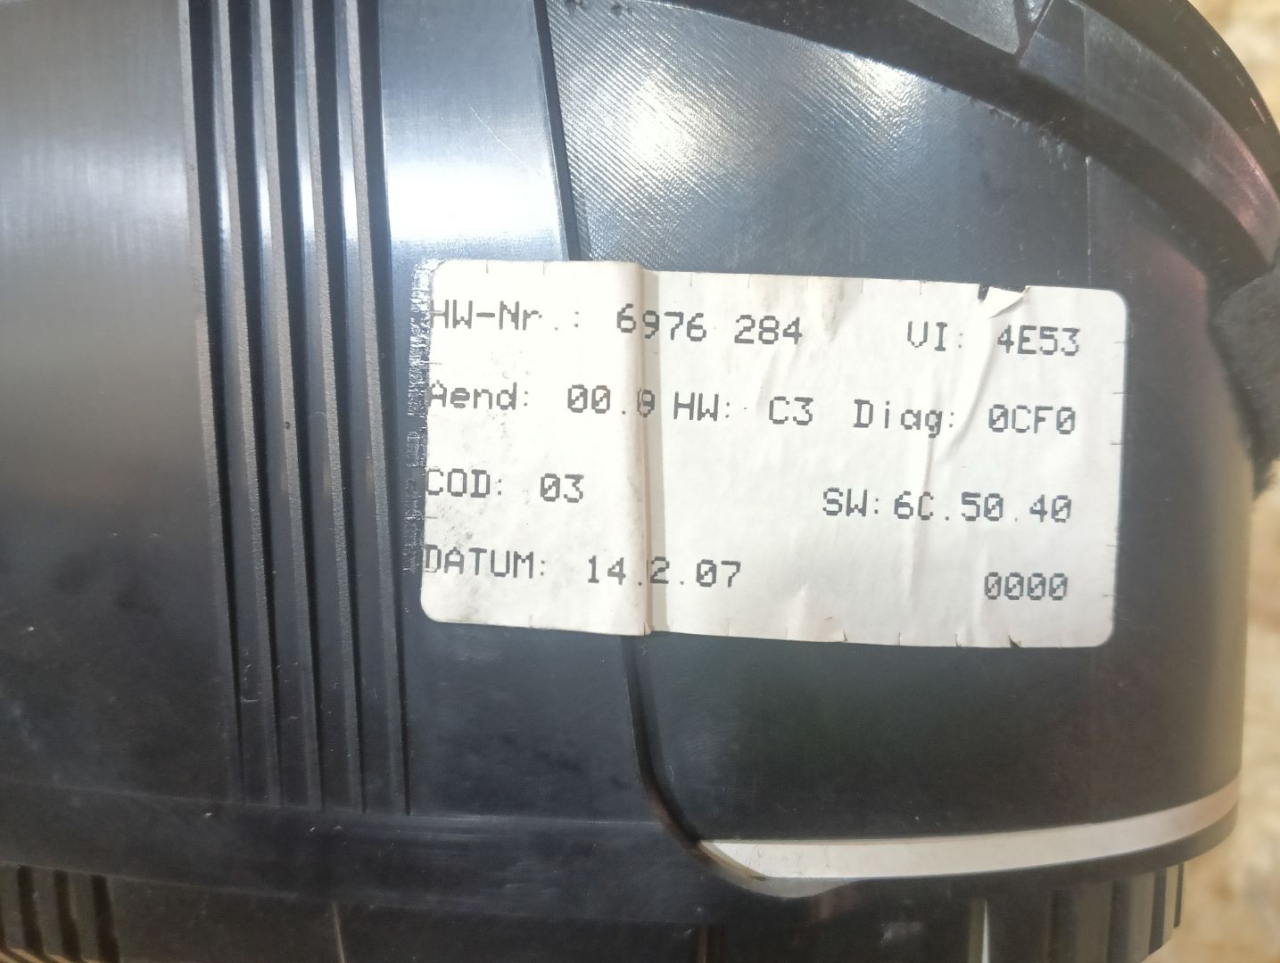 HW-Nr.: 6976 284 VI: 4E53
Aend: 00.0 HW: C3 Diag: 0CF0
COD: 03 SW: 6C.50.40
DATUM: 14.2.07 0000